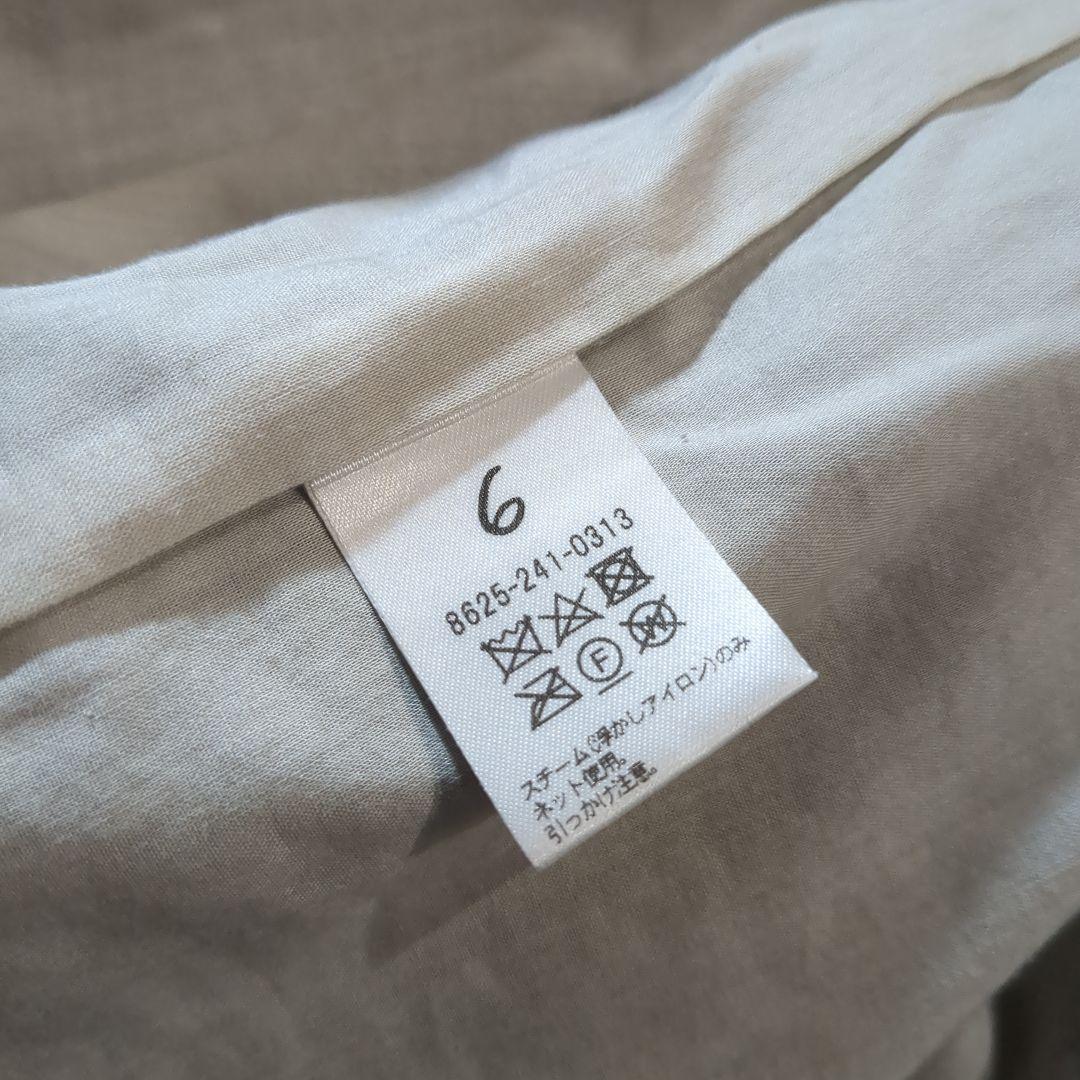 6
8625-241-0313
F W
スチーム(浮かしアイロン)のみ
ネット使用。
引っかけ注意。